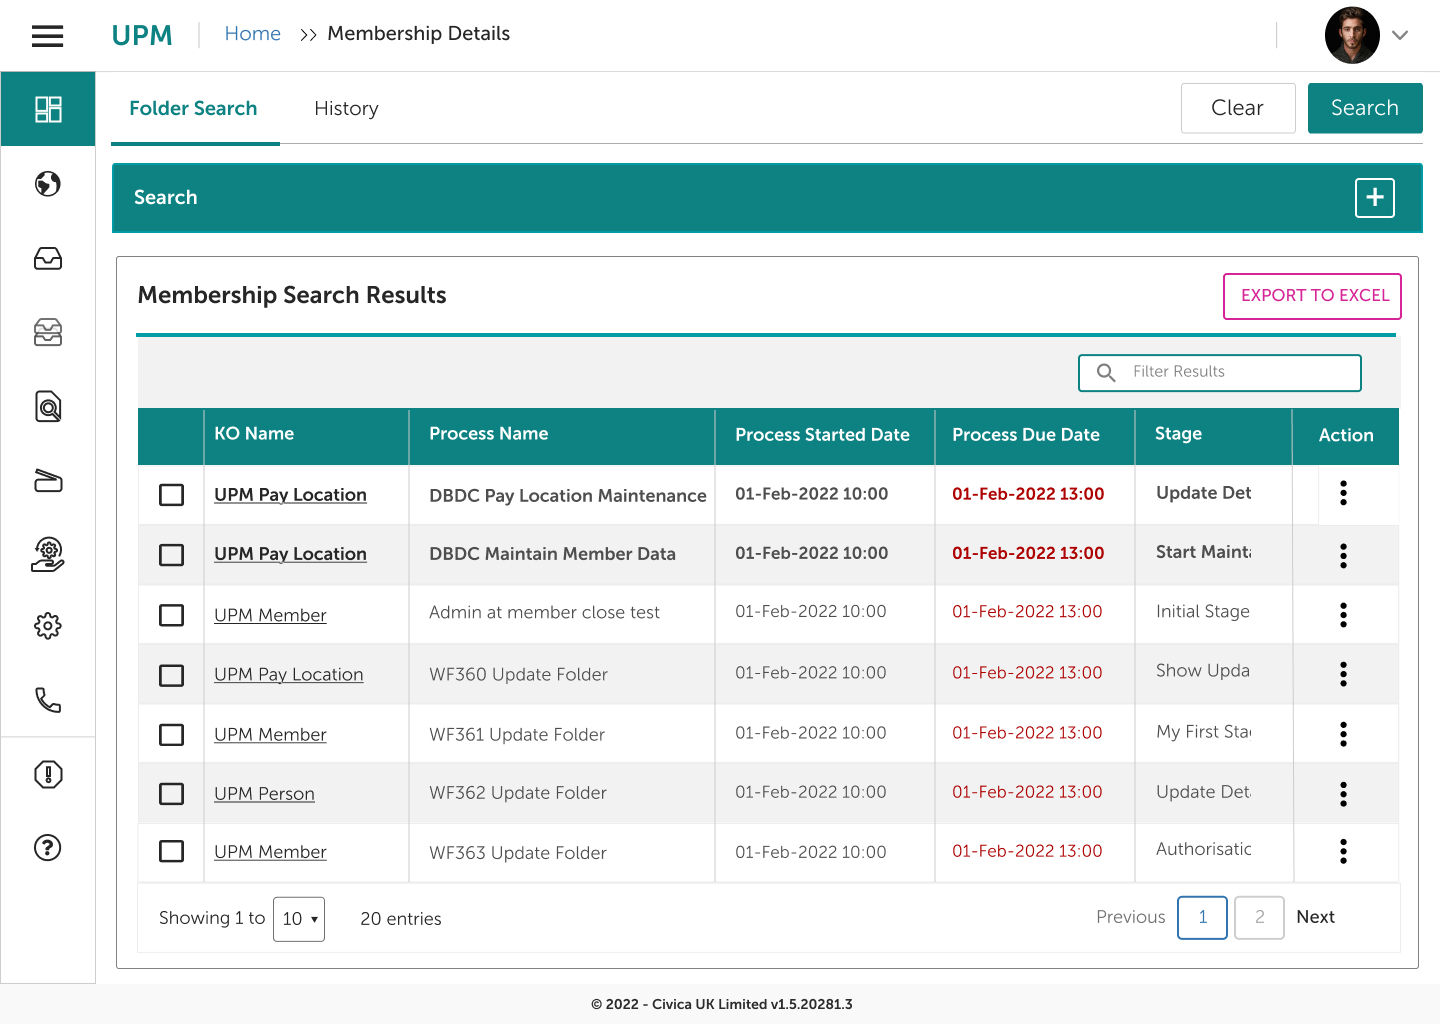 UPM Home >> Membership Details
Folder Search History Clear Search
Search
Membership Search Results EXPORT TO EXCEL
Filter Results
KO Name Process Name Process Started Date Process Due Date Stage Action
UPM Pay Location DBDC Pay Location Maintenance 01-Feb-2022 10:00 01-Feb-2022 13:00 Update Det
UPM Pay Location DBDC Maintain Member Data 01-Feb-2022 10:00 01-Feb-2022 13:00 Start Mainta
UPM Member Admin at member close test 01-Feb-2022 10:00 01-Feb-2022 13:00 Initial Stage
UPM Pay Location WF360 Update Folder 01-Feb-2022 10:00 01-Feb-2022 13:00 Show Upda
UPM Member WF361 Update Folder 01-Feb-2022 10:00 01-Feb-2022 13:00 My First Sta
UPM Person WF362 Update Folder 01-Feb-2022 10:00 01-Feb-2022 13:00 Update Det
UPM Member WF363 Update Folder 01-Feb-2022 10:00 01-Feb-2022 13:00 Authorisatic
Showing 1 to 10 20 entries Previous 1 2 Next
© 2022 - Civica UK Limited v1.5.20281.3